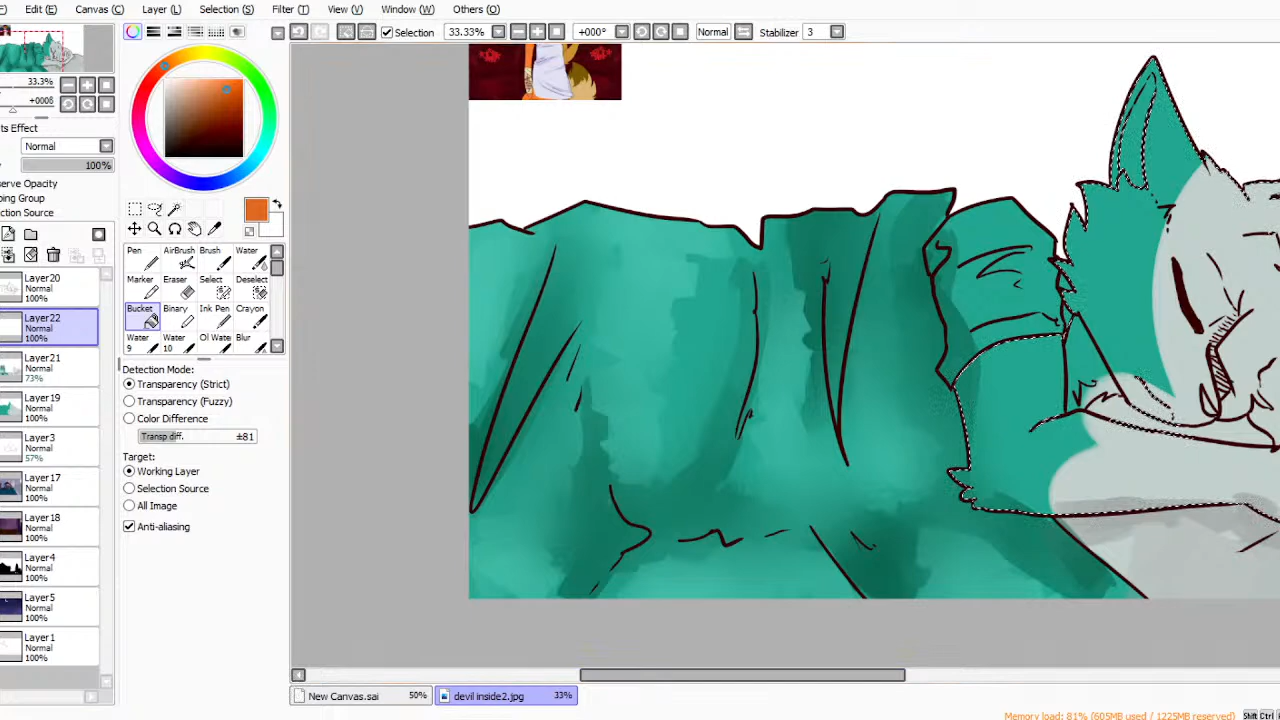 Edit (E) Canvas (C) Layer (L) Selection (S) Filter (T) View (V) Window (W) Others (O)
Selection 33.33% +000° Normal Stabilizer 3
33.3%
+000°
ts Effect
Normal
100%
erve Opacity
ping Group
ction Source
Pen AirBrush Brush Water
Marker Eraser Select Deselect
Bucket Binary Ink Pen Crayon
Water 9 Water 10 Ol Water Blur
Detection Mode:
Transparency (Strict)
Transparency (Fuzzy)
Color Difference
Transp diff. ±81
Target:
Working Layer
Selection Source
All Image
Anti-aliasing
Layer20
Normal
100%
Layer22
Normal
100%
Layer21
Normal
73%
Layer19
Normal
100%
Layer3
Normal
57%
Layer17
Normal
100%
Layer18
Normal
100%
Layer4
Normal
100%
Layer5
Normal
100%
Layer1
Normal
100%
New Canvas.sai 50% devil inside2.jpg 33%
Memory load: 81% (605MB used / 1225MB reserved) Shift Ctrl